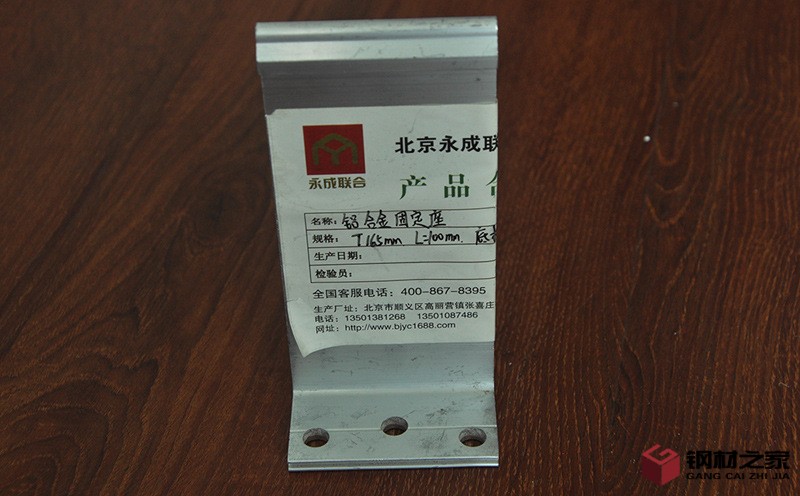 北京永成联
永成联合
产品合
名称：铝合金固定座
规格：T165mm L=100mm. 底
生产日期：
检验员：
全国客服电话：400-867-8395
生产厂址：北京市顺义区高丽营镇张喜庄
电话：13501381268 13501087486
网址：http://www.bjyc1688.com
钢材之家
GANG CAI ZHI JIA